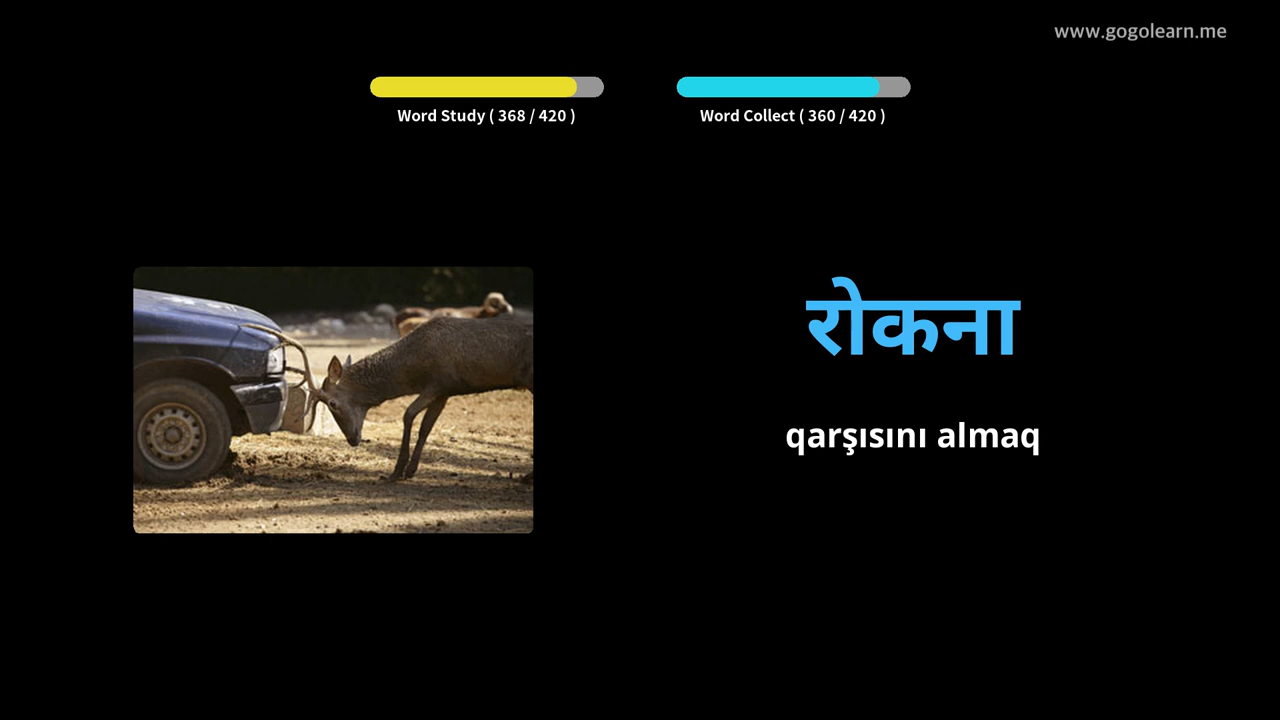 www.gogolearn.me
Word Study ( 368 / 420 )
Word Collect ( 360 / 420 )
रोकना
qarşısını almaq